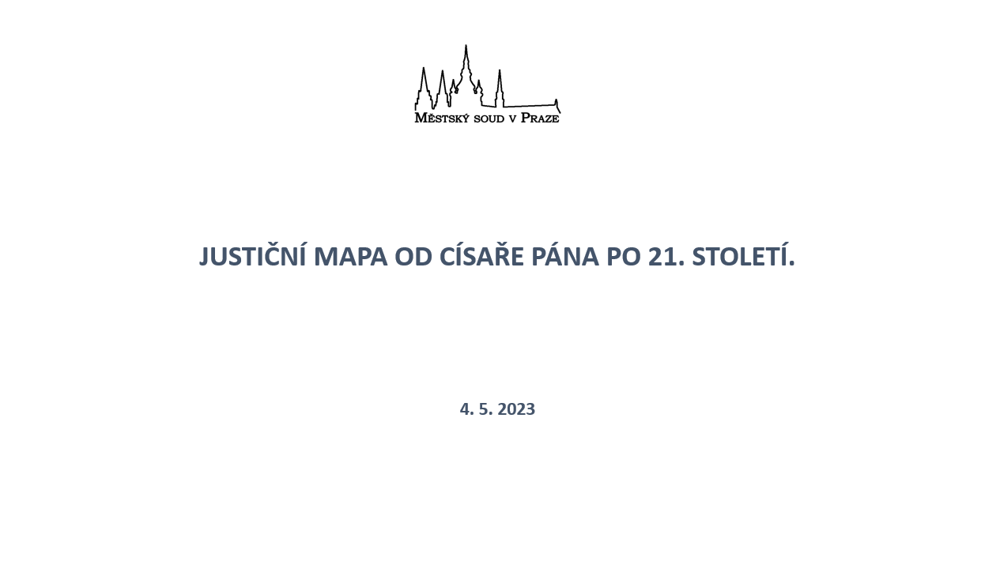 MĚSTSKÝ SOUD V PRAZE
JUSTIČNÍ MAPA OD CÍSAŘE PÁNA PO 21. STOLETÍ.
4. 5. 2023